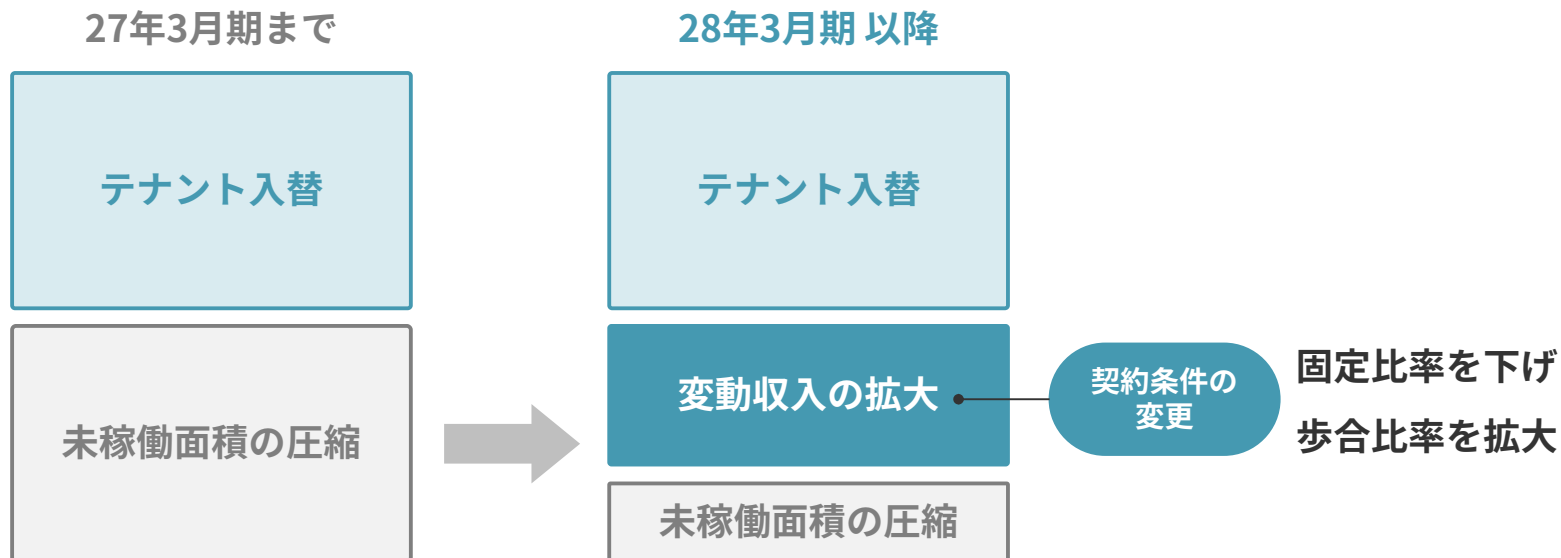 27年3月期まで
テナント入替
未稼働面積の圧縮
28年3月期 以降
テナント入替
変動収入の拡大
未稼働面積の圧縮
契約条件の
変更
固定比率を下げ
歩合比率を拡大